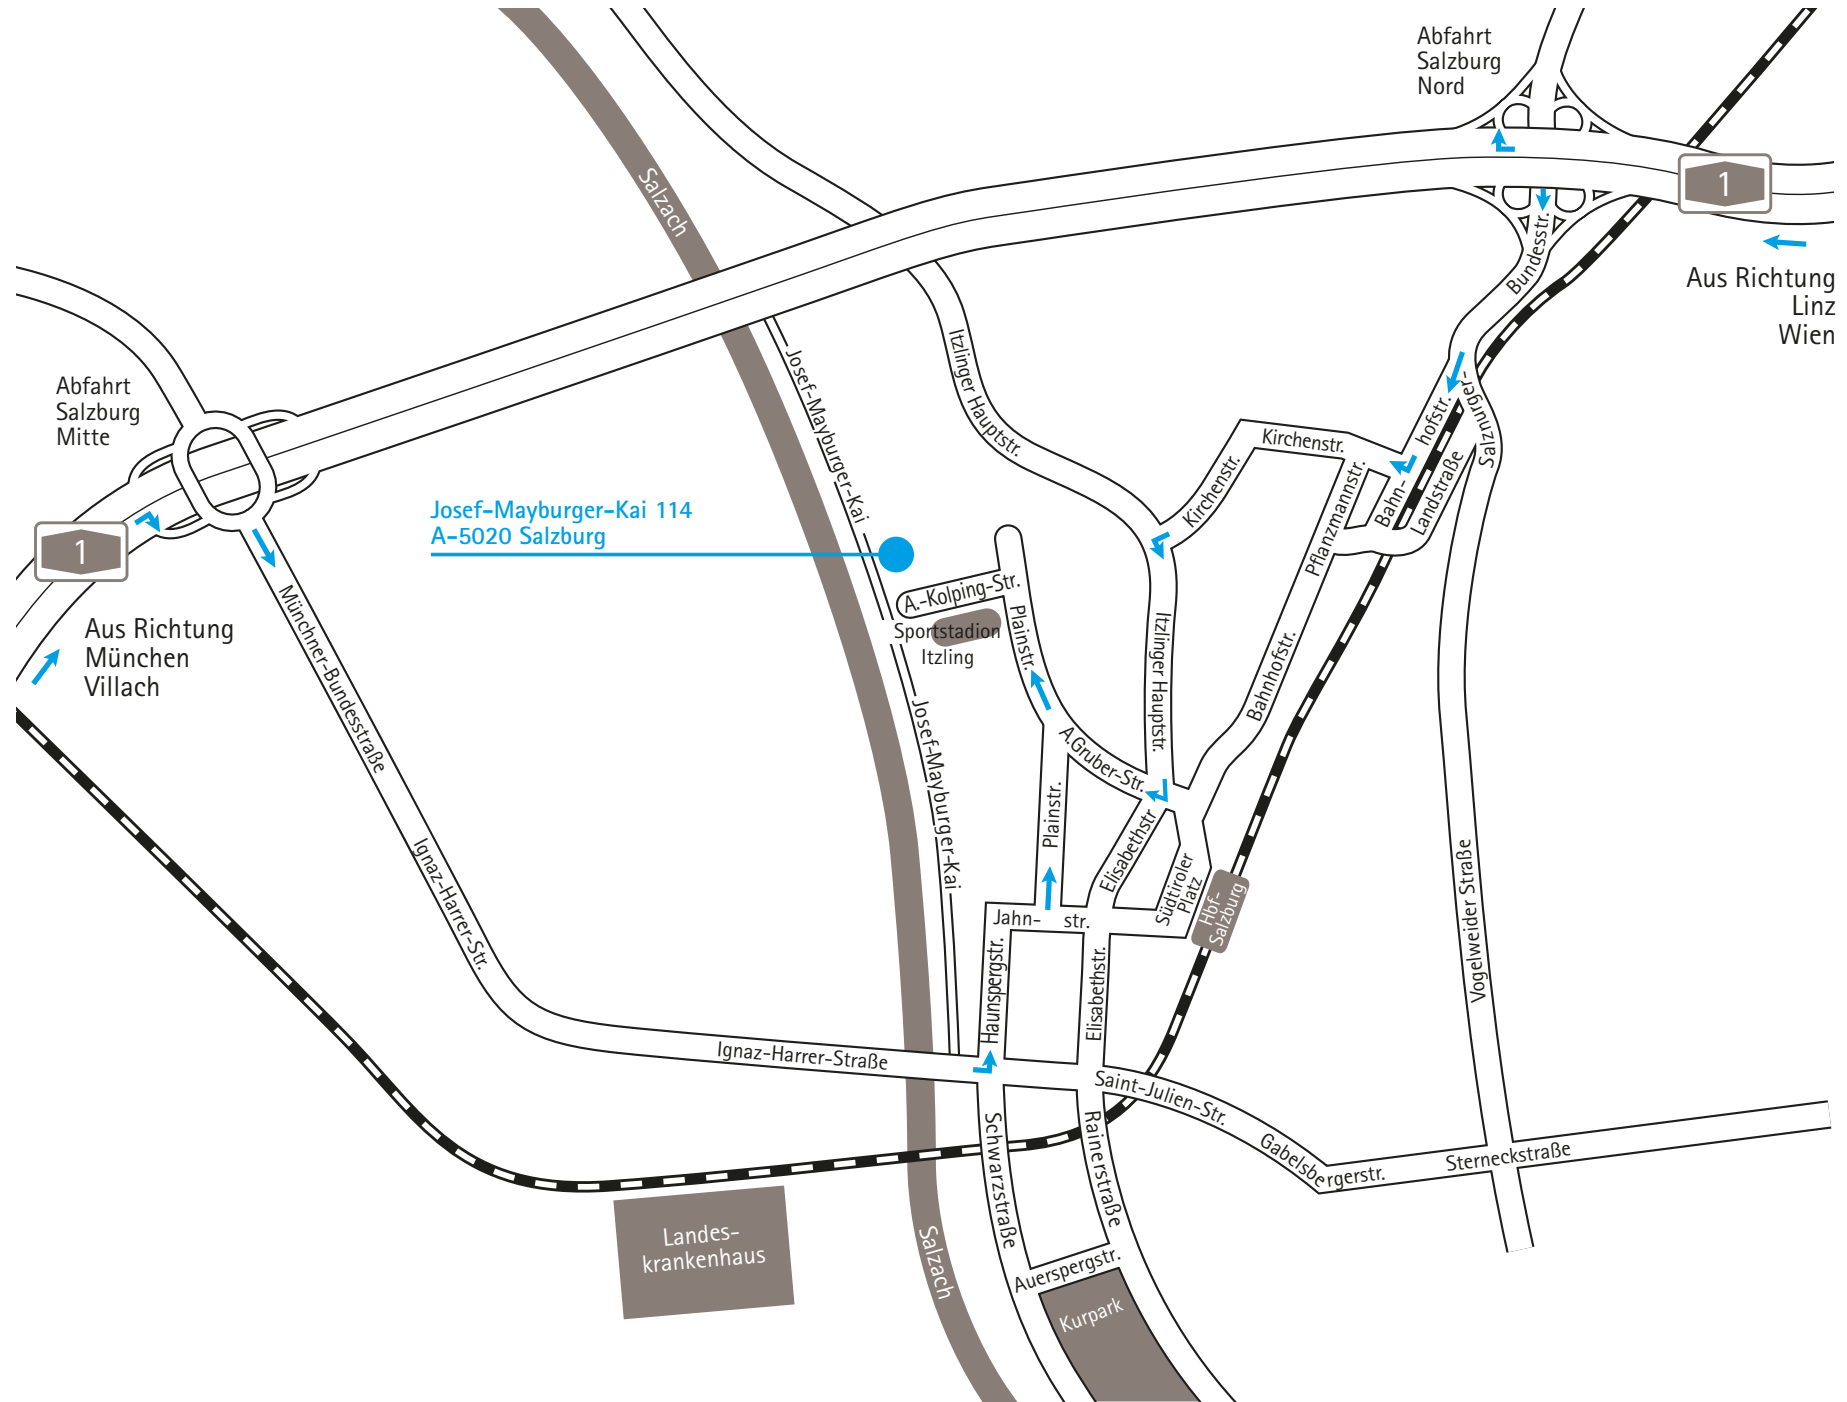 Abfahrt
Salzburg
Nord
1
Aus Richtung
Linz
Wien
Salzach
Bundesstr.
Abfahrt
Salzburg
Mitte
1
Aus Richtung
München
Villach
Josef-Mayburger-Kai 114
A-5020 Salzburg
Josef-Mayburger-Kai
Itzlinger Hauptstr.
Kirchenstr.
Kirchenstr.
Pflanzmannstr.
Bahn-
hofstr.
Salznurger-
Landstraße
A.-Kolping-Str.
Sportstadion
Itzling
Plainstr.
Itzlinger Hauptstr.
Bahnhofstr.
Münchner-Bundesstraße
Josef-Mayburger-Kai
A.Gruber-Str.
Plainstr.
Elisabethstr
Südtiroler
Platz
Hbf-
Salzburg
Ignaz-Harrer-Str.
Jahn-
str.
Haunspergstr.
Elisabethstr.
Vogelweider Straße
Ignaz-Harrer-Straße
Saint-Julien-Str.
Gabelsbergerstr.
Sterneckstraße
Schwarzstraße
Rainerstraße
Landes-
krankenhaus
Salzach
Auerspergstr.
Kurpark